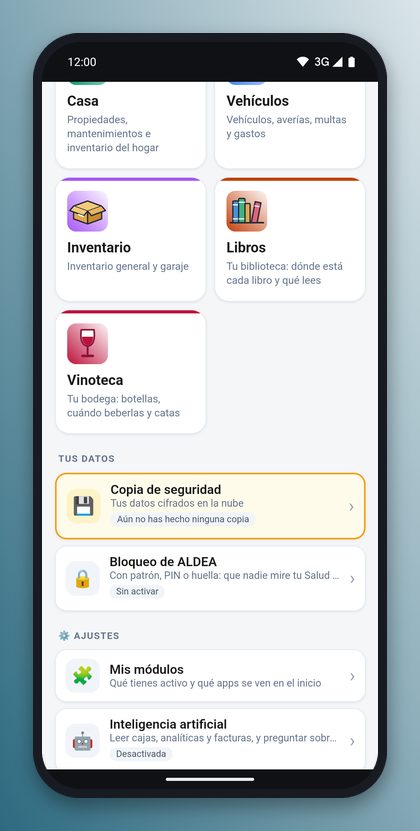 12:00
3G
Casa
Propiedades,
mantenimientos e
inventario del hogar
Vehículos
Vehículos, averías, multas
y gastos
Inventario
Inventario general y garaje
Libros
Tu biblioteca: dónde está
cada libro y qué lees
Vinoteca
Tu bodega: botellas,
cuándo beberlas y catas
TUS DATOS
Copia de seguridad
Tus datos cifrados en la nube
Aún no has hecho ninguna copia
Bloqueo de ALDEA
Con patrón, PIN o huella: que nadie mire tu Salud ...
Sin activar
AJUSTES
Mis módulos
Qué tienes activo y qué apps se ven en el inicio
Inteligencia artificial
Leer cajas, analíticas y facturas, y preguntar sobr...
Desactivada